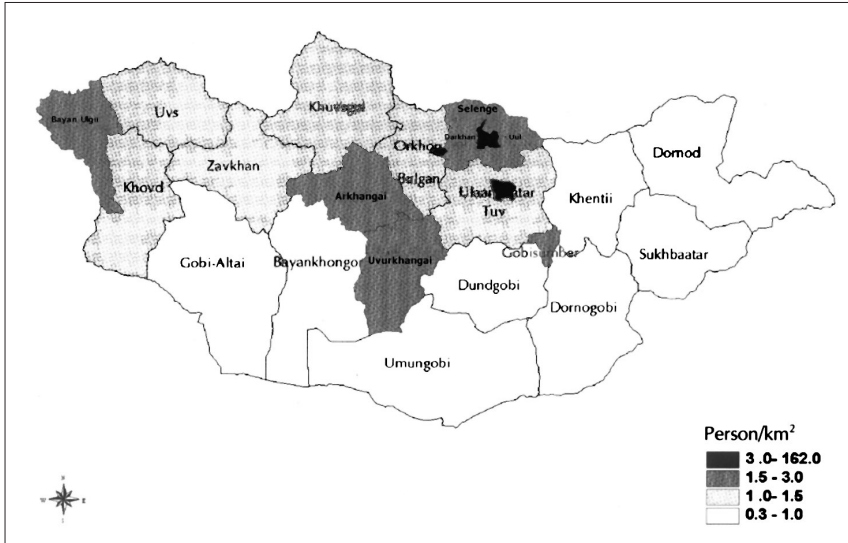 Selenge
Bayan Ulgii
Uvs
Khuvsgal
Darkhan
Uul
Orkhon
Zavkhan
Dornod
Khovd
Bulgan
Ulaanbaatar
Arkhangai
Khentii
Tuv
Gobi-Altai
Bayankhongor
Uvurkhangai
Gobisumber
Sukhbaatar
Dundgobi
Dornogobi
Umungobi
Person/km²
3.0- 162.0
1.5 - 3.0
1.0- 1.5
0.3 - 1.0
N
W E